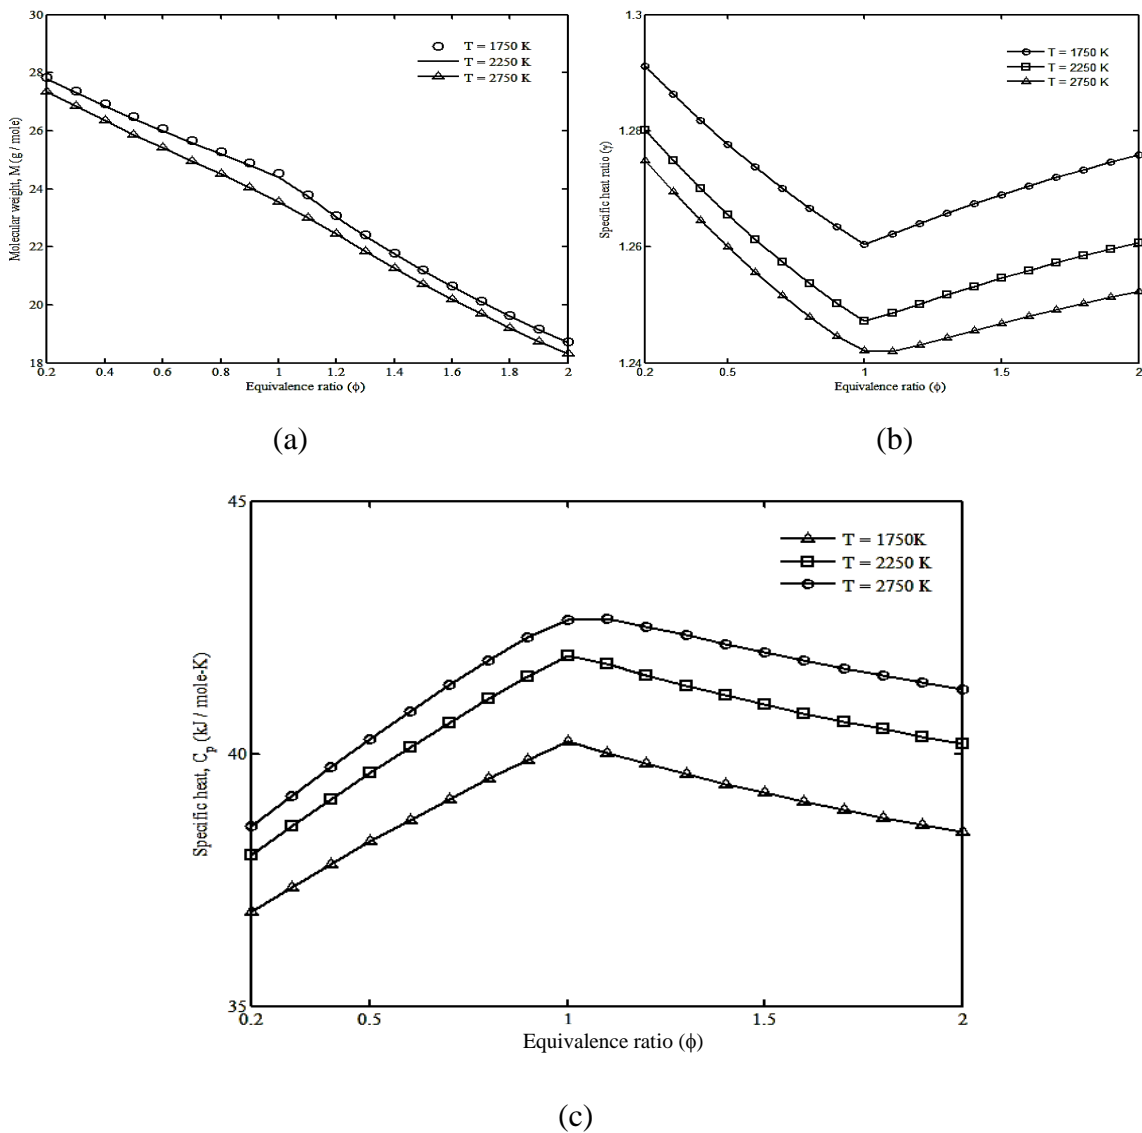 30
28
26
24
22
20
18
0.2 0.4 0.6 0.8 1.0 1.2 1.4 1.6 1.8 2
Molecular weight, M (g / mole)
Equivalence ratio (ϕ)
T = 1750 K
T = 2250 K
T = 2750 K
(a)
1.3
1.28
1.26
1.24
0.2 0.5 1 1.5 2
Specific heat ratio (γ)
Equivalence ratio (ϕ)
T = 1750 K
T = 2250 K
T = 2750 K
(b)
45
40
35
0.2 0.5 1 1.5 2
Specific heat, Cp (kJ / mole-K)
Equivalence ratio (ϕ)
T = 1750K
T = 2250 K
T = 2750 K
(c)